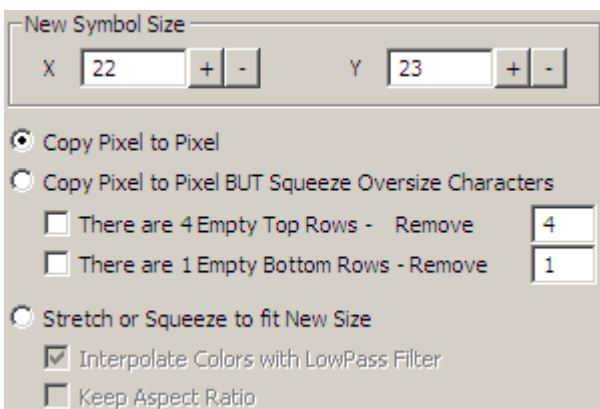 New Symbol Size
X 22 + - Y 23 + -
Copy Pixel to Pixel
Copy Pixel to Pixel BUT Squeeze Oversize Characters
There are 4 Empty Top Rows - Remove 4
There are 1 Empty Bottom Rows - Remove 1
Stretch or Squeeze to fit New Size
Interpolate Colors with LowPass Filter
Keep Aspect Ratio